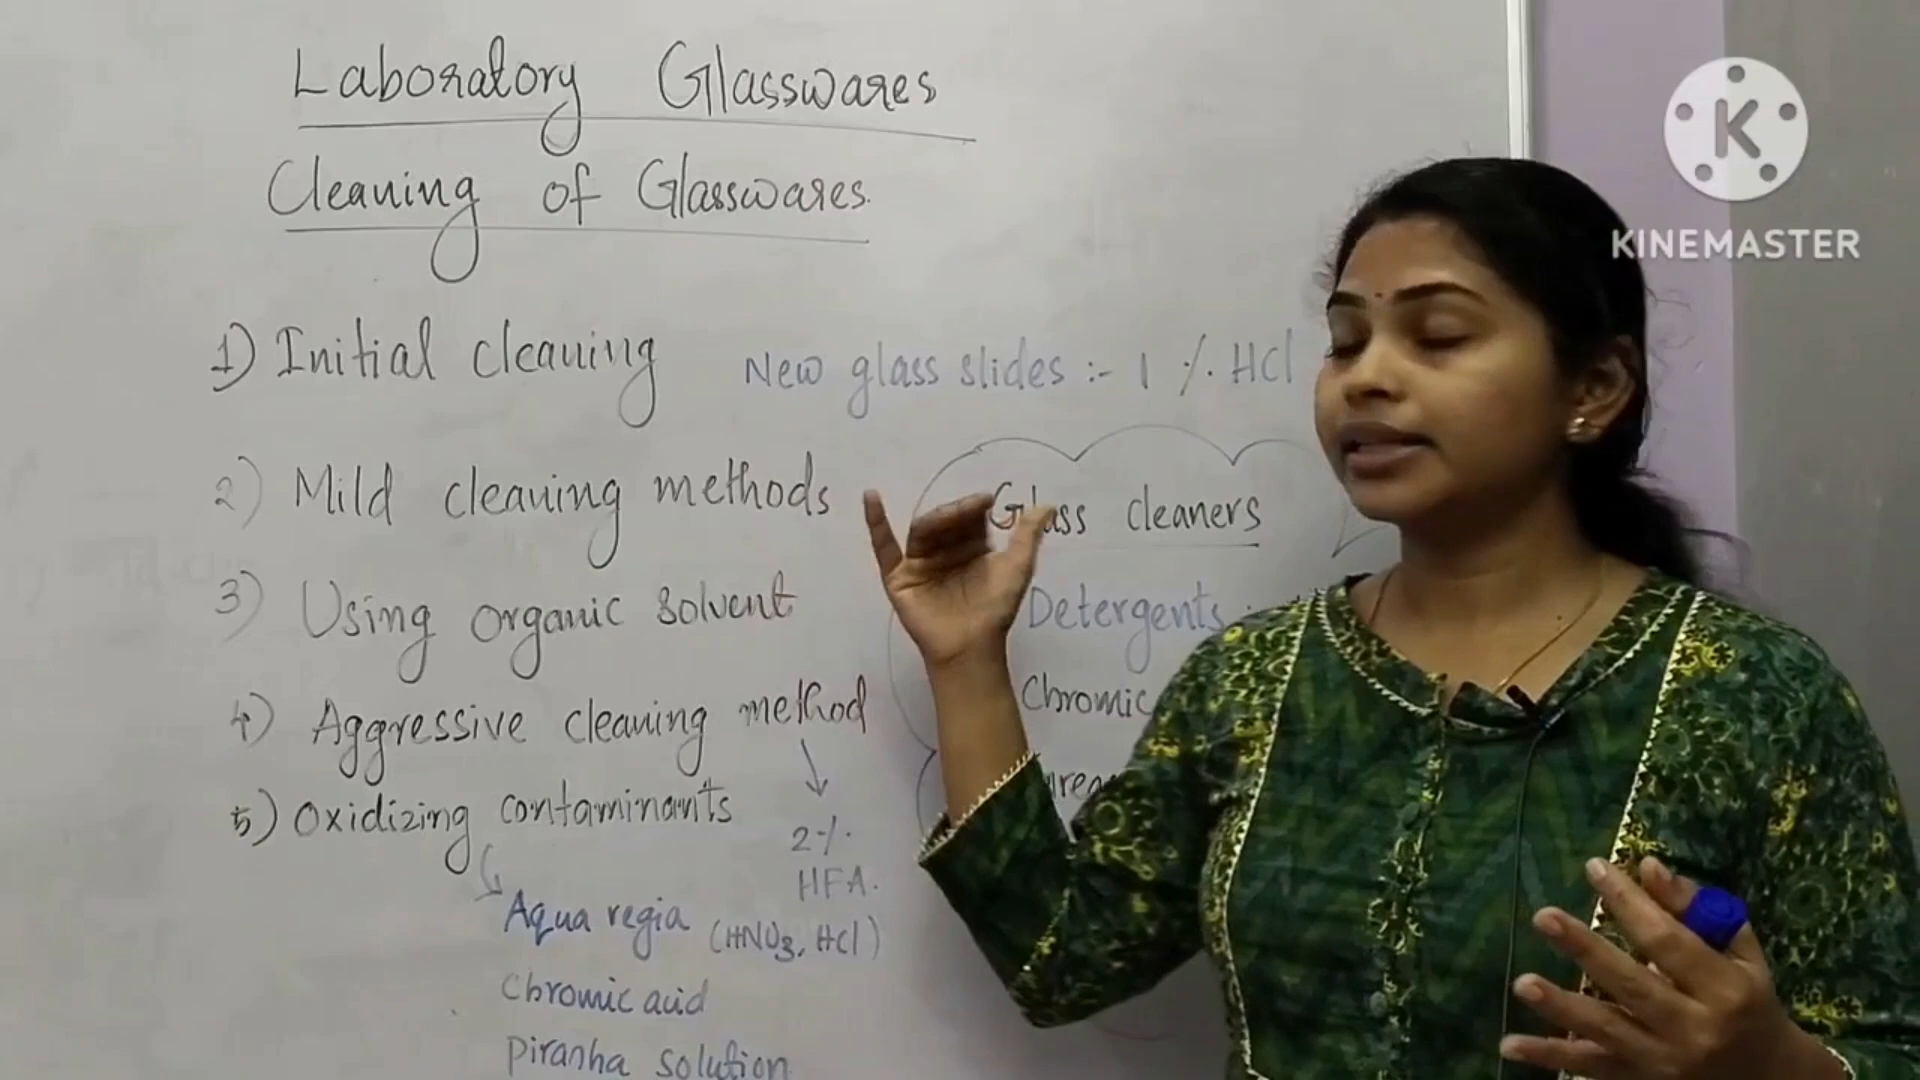 Laboratory Glasswares
Cleaning of Glasswares.
1) Initial cleaning
New glass slides :- 1 % HCl
2) Mild cleaning methods
3) Using organic solvent
4) Aggressive cleaning method
2%.
HFA.
5) Oxidizing contaminants
Aqua regia (HNO3, HCl)
Chromic acid
Piranha solution
Glass cleaners
Detergents
Chromic
K
KINEMASTER